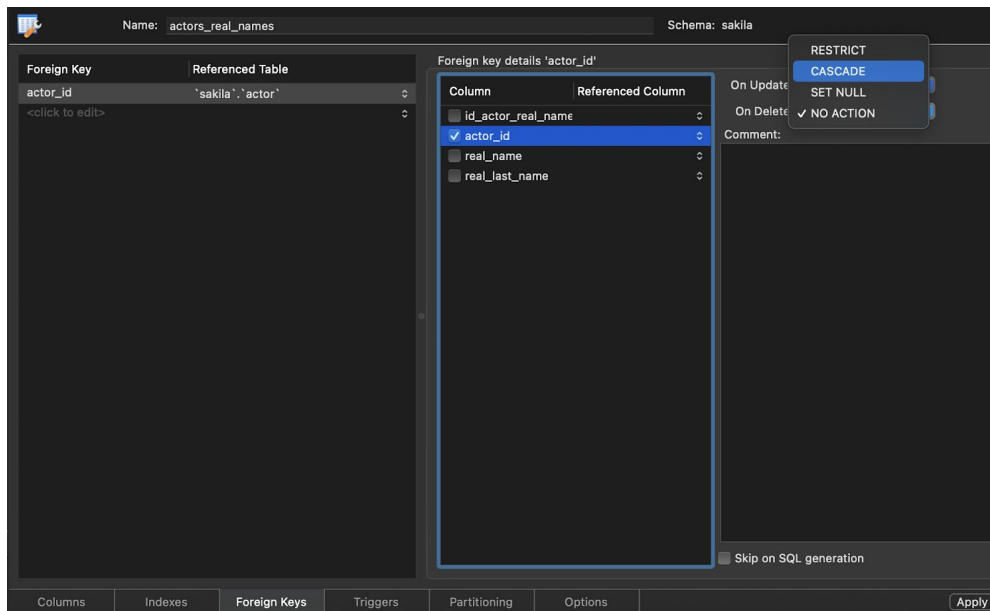 Name: actors_real_names Schema: sakila
Foreign Key Referenced Table
actor_id `sakila`.`actor`
<click to edit>
Foreign key details 'actor_id'
Column Referenced Column
id_actor_real_name
actor_id
real_name
real_last_name
On Update
On Delete
RESTRICT
CASCADE
SET NULL
✓ NO ACTION
Comment:
Skip on SQL generation
Columns Indexes Foreign Keys Triggers Partitioning Options Apply